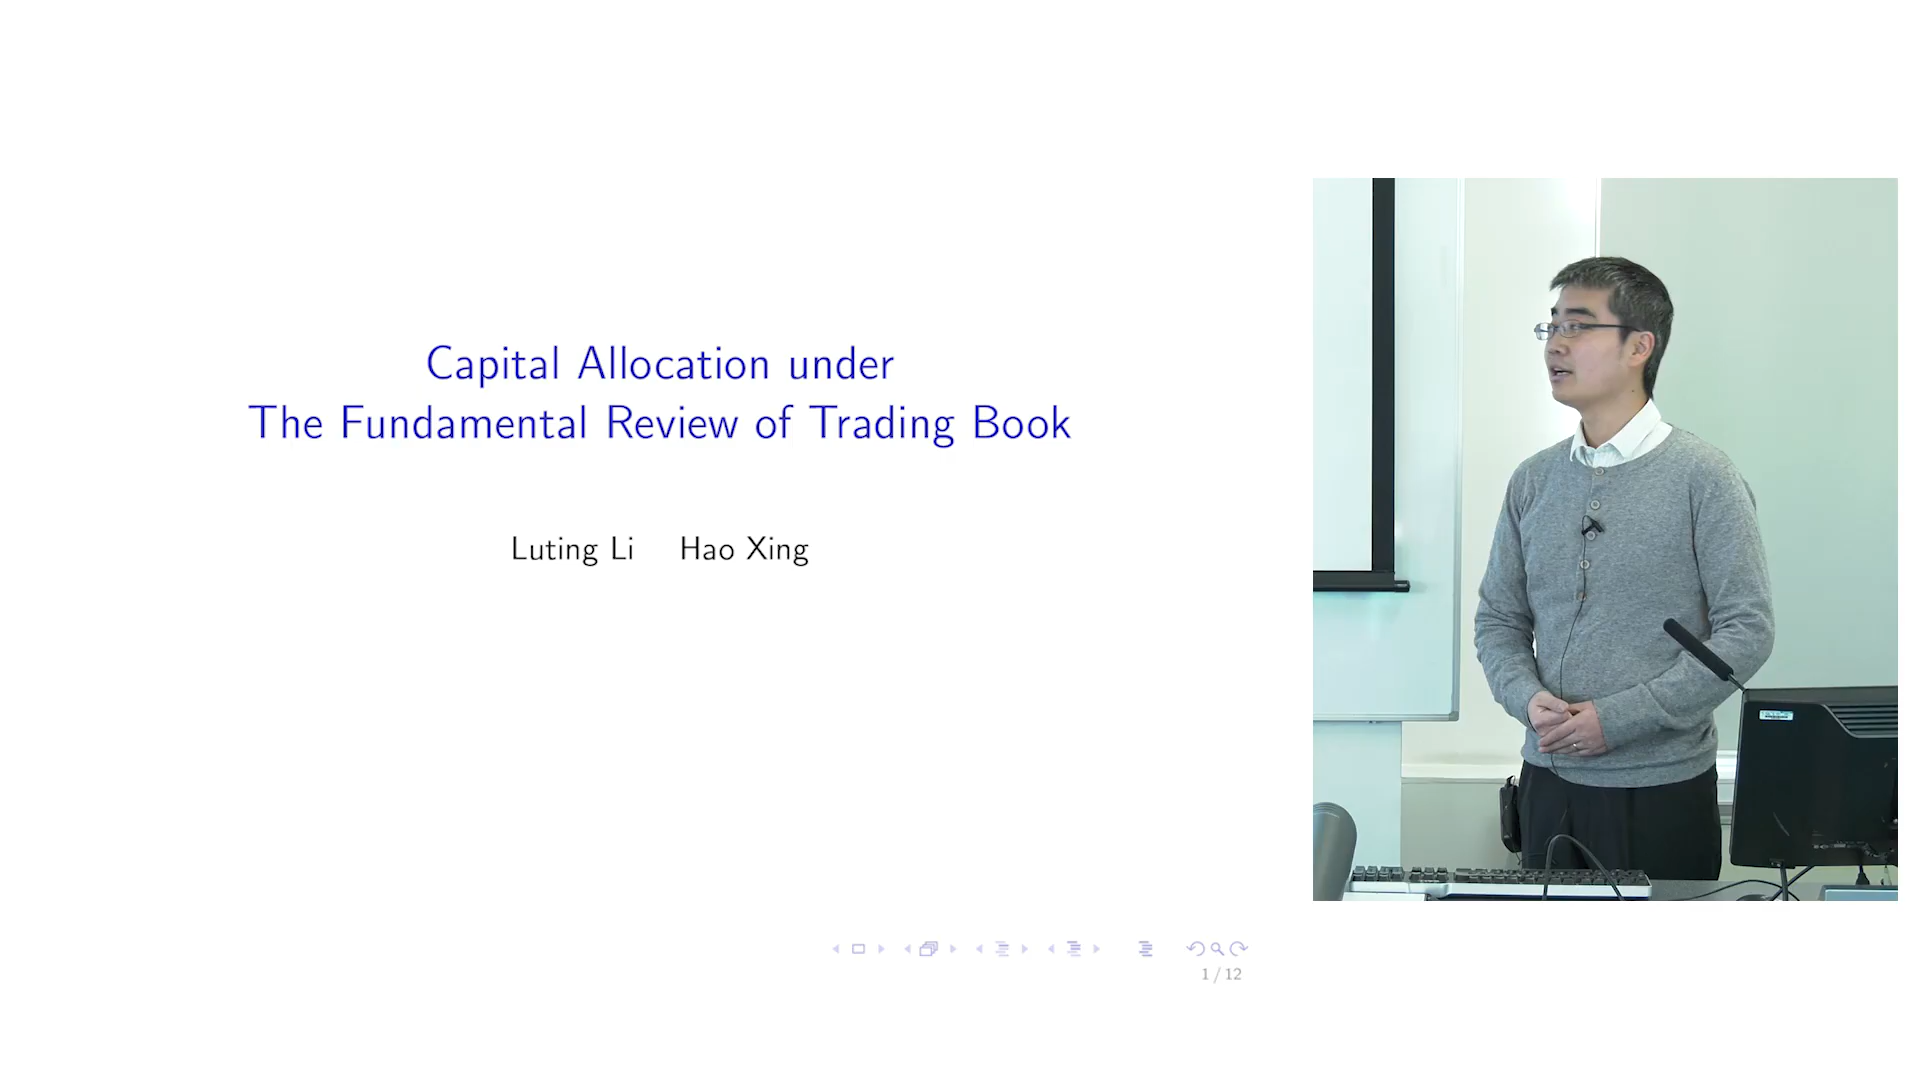 Capital Allocation under
The Fundamental Review of Trading Book
Luting Li Hao Xing
1 / 12